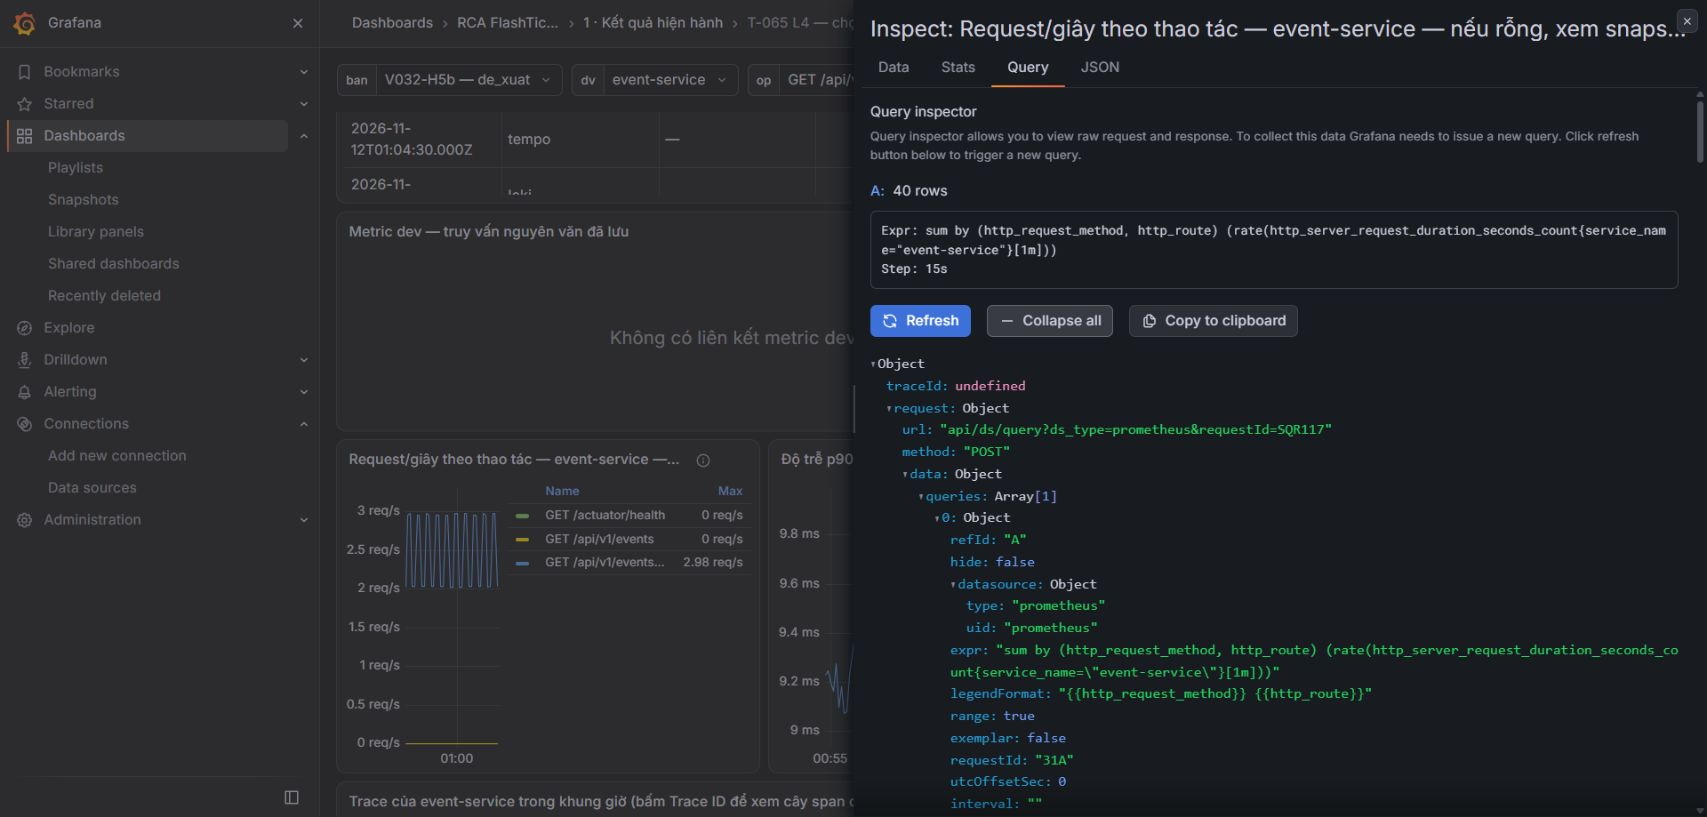 Grafana
Bookmarks
Starred
Dashboards
Playlists
Snapshots
Library panels
Shared dashboards
Recently deleted
Explore
Drilldown
Alerting
Connections
Add new connection
Data sources
Administration
Dashboards › RCA FlashTic... › 1 · Kết quả hiện hành › T-065 L4 — chọ
ban V032-H5b — de_xuat
dv event-service
op GET /api/v
2026-11-
12T01:04:30.000Z
tempo
—
2026-11-
loki
Metric dev — truy vấn nguyên văn đã lưu
Không có liên kết metric dev
Request/giây theo thao tác — event-service —...
Name Max
GET /actuator/health 0 req/s
GET /api/v1/events 0 req/s
GET /api/v1/events... 2.98 req/s
3 req/s
2.5 req/s
2 req/s
1.5 req/s
1 req/s
0.5 req/s
0 req/s
01:00
Độ trễ p90
9.8 ms
9.6 ms
9.4 ms
9.2 ms
9 ms
00:55
Trace của event-service trong khung giờ (bấm Trace ID để xem cây span c
Inspect: Request/giây theo thao tác — event-service — nếu rỗng, xem snaps...
Data Stats Query JSON
Query inspector
Query inspector allows you to view raw request and response. To collect this data Grafana needs to issue a new query. Click refresh
button below to trigger a new query.
A: 40 rows
Expr: sum by (http_request_method, http_route) (rate(http_server_request_duration_seconds_count{service_nam
e="event-service"}[1m]))
Step: 15s
Refresh
Collapse all
Copy to clipboard
Object
traceId: undefined
request: Object
url: "api/ds/query?ds_type=prometheus&requestId=SQR117"
method: "POST"
data: Object
queries: Array[1]
0: Object
refId: "A"
hide: false
datasource: Object
type: "prometheus"
uid: "prometheus"
expr: "sum by (http_request_method, http_route) (rate(http_server_request_duration_seconds_co
unt{service_name=\"event-service\"}[1m]))"
legendFormat: "{{http_request_method}} {{http_route}}"
range: true
exemplar: false
requestId: "31A"
utcOffsetSec: 0
interval: ""